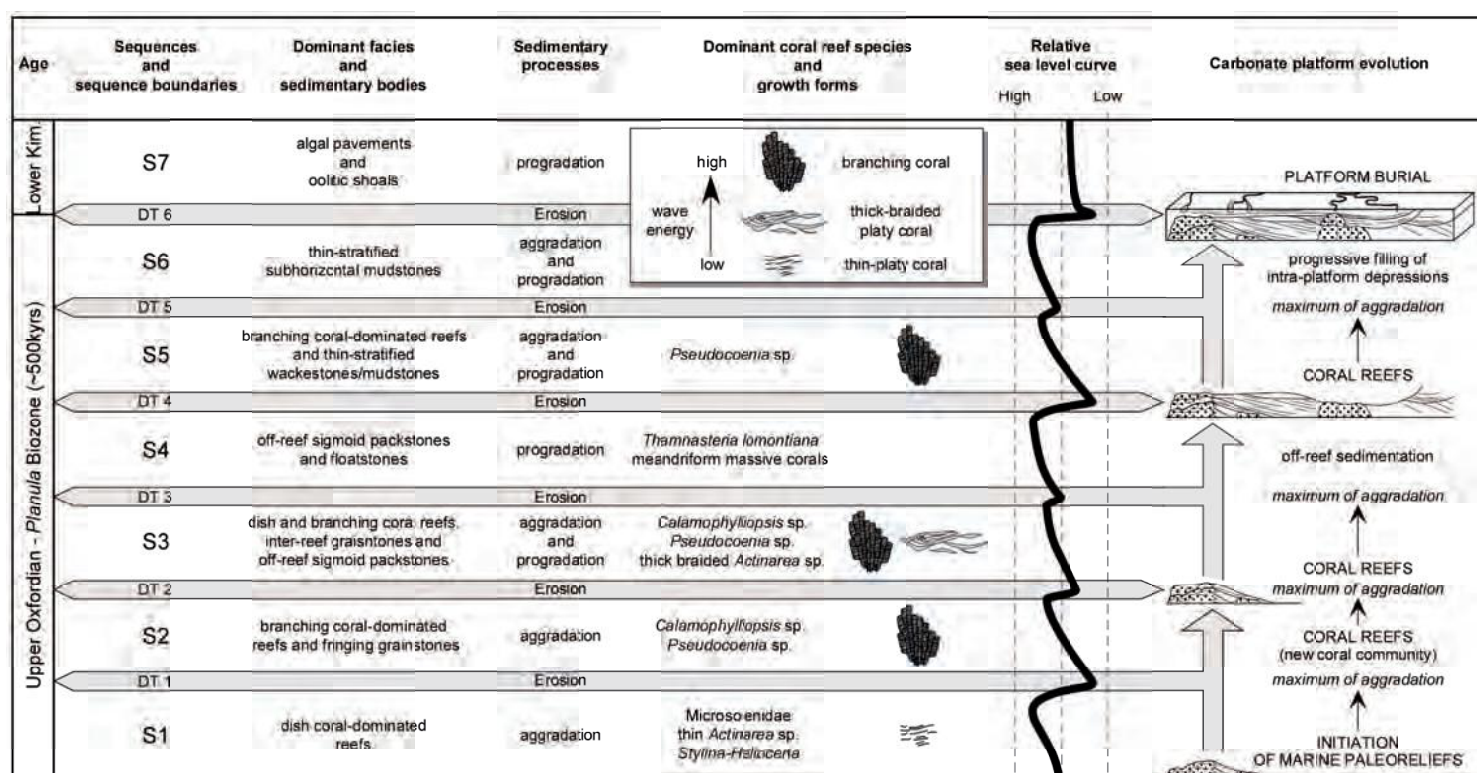 Age
Sequences
and
sequence boundaries
Dominant facies
and
sedimentary bodies
Sedimentary
processes
Dominant coral reef species
and
growth forms
Relative
sea level curve
High
Low
Carbonate platform evolution
Lower Kim.
Upper Oxfordian - Planula Biozone (~500kyrs)
S7
algal pavements
and
oolitic shoals
progradation
high
wave
energy
low
branching coral
thick-braided
platy coral
thin-platy coral
PLATFORM BURIAL
DT 6
Erosion
S6
thin-stratified
subhorizontal mudstones
aggradation
and
progradation
progressive filling of
intra-platform depressions
DT 5
Erosion
maximum of aggradation
S5
branching coral-dominated reefs
and thin-stratified
wackestones/mudstones
aggradation
and
progradation
Pseudocoenia sp.
CORAL REEFS
DT 4
Erosion
S4
off-reef sigmoid packstones
and floatstones
progradation
Thamnasteria lomontiana
meandriform massive corals
off-reef sedimentation
DT 3
Erosion
maximum of aggradation
S3
dish and branching coral reefs,
inter-reef graisntones and
off-reef sigmoid packstones
aggradation
and
progradation
Calamophylliopsis sp.
Pseudocoenia sp.
thick braided Actinarea sp.
CORAL REEFS
DT 2
Erosion
maximum of aggradation
S2
branching coral-dominated
reefs and fringing grainstones
aggradation
Calamophylliopsis sp.
Pseudocoenia sp.
CORAL REEFS
(new coral community)
DT 1
Erosion
maximum of aggradation
S1
dish coral-dominated
reefs
aggradation
Microsolenidae
thin Actinarea sp.
Stylina-Heliocena
INITIATION
OF MARINE PALEORELIEFS